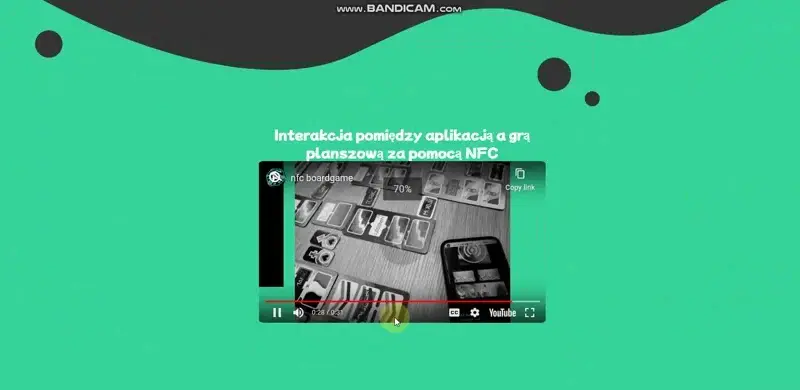 www.BANDICAM.com
Interakcja pomiędzy aplikacją a grą
planszową za pomocą NFC
nfc boardgame
70%
Copy link
0:28 / 0:31
CC
YouTube